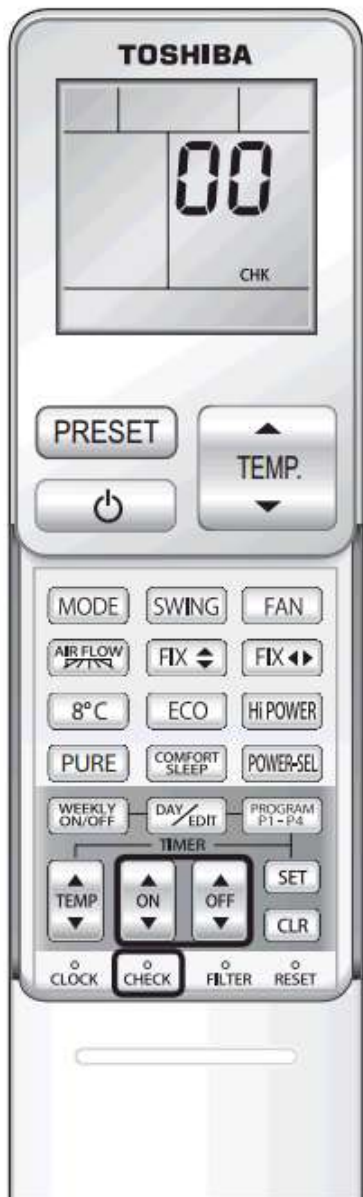 TOSHIBA
00
CHK
PRESET
TEMP.
MODE SWING FAN
AIR FLOW FIX FIX
8°C ECO Hi POWER
PURE COMFORT SLEEP POWER-SEL
WEEKLY ON/OFF DAY/EDIT PROGRAM P1-P4
TIMER
TEMP ON OFF SET
CLR
CLOCK CHECK FILTER RESET